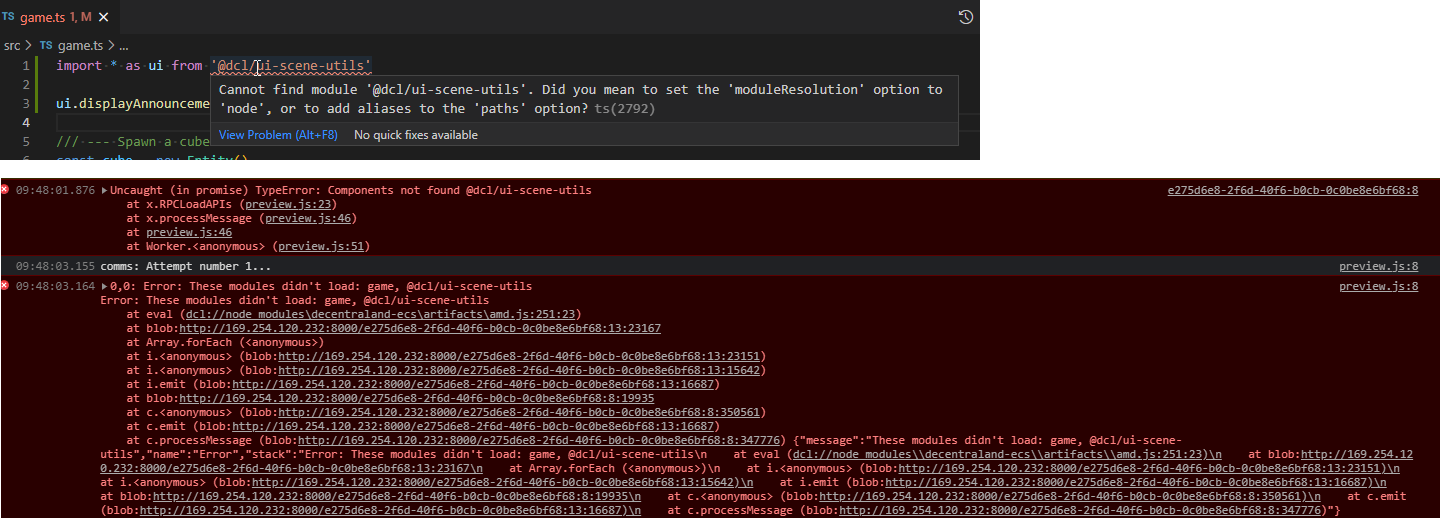 TS game.ts 1, M ×
src > TS game.ts > ...
1 import * as ui from '@dcl/ui-scene-utils'
2
Cannot find module '@dcl/ui-scene-utils'. Did you mean to set the 'moduleResolution' option to
3 ui.displayAnnounceme
'node', or to add aliases to the 'paths' option? ts(2792)
4
View Problem (Alt+F8) No quick fixes available
5 /// --- Spawn a cube
6 const cube = new Entity()
09:48:01.876 ▶Uncaught (in promise) TypeError: Components not found @dcl/ui-scene-utils e275d6e8-2f6d-40f6-b0cb-0c0be8e6bf68:8
at x.RPCLoadAPIs (preview.js:23)
at x.processMessage (preview.js:46)
at preview.js:46
at Worker.<anonymous> (preview.js:51)
09:48:03.155 comms: Attempt number 1... preview.js:8
09:48:03.164 ▶0,0: Error: These modules didn't load: game, @dcl/ui-scene-utils preview.js:8
Error: These modules didn't load: game, @dcl/ui-scene-utils
at eval (dcl://node_modules\decentraland-ecs\artifacts\amd.js:251:23)
at blob:http://169.254.120.232:8000/e275d6e8-2f6d-40f6-b0cb-0c0be8e6bf68:13:23167
at Array.forEach (<anonymous>)
at i.<anonymous> (blob:http://169.254.120.232:8000/e275d6e8-2f6d-40f6-b0cb-0c0be8e6bf68:13:23151)
at i.<anonymous> (blob:http://169.254.120.232:8000/e275d6e8-2f6d-40f6-b0cb-0c0be8e6bf68:13:15642)
at i.emit (blob:http://169.254.120.232:8000/e275d6e8-2f6d-40f6-b0cb-0c0be8e6bf68:13:16687)
at blob:http://169.254.120.232:8000/e275d6e8-2f6d-40f6-b0cb-0c0be8e6bf68:8:19935
at c.<anonymous> (blob:http://169.254.120.232:8000/e275d6e8-2f6d-40f6-b0cb-0c0be8e6bf68:8:350561)
at c.emit (blob:http://169.254.120.232:8000/e275d6e8-2f6d-40f6-b0cb-0c0be8e6bf68:13:16687)
at c.processMessage (blob:http://169.254.120.232:8000/e275d6e8-2f6d-40f6-b0cb-0c0be8e6bf68:8:347776) {"message":"These modules didn't load: game, @dcl/ui-scene-
utils","name":"Error","stack":"Error: These modules didn't load: game, @dcl/ui-scene-utils\n at eval (dcl://node_modules\\decentraland-ecs\\artifacts\\amd.js:251:23)\n at blob:http://169.254.12
0.232:8000/e275d6e8-2f6d-40f6-b0cb-0c0be8e6bf68:13:23167\n at Array.forEach (<anonymous>)\n at i.<anonymous> (blob:http://169.254.120.232:8000/e275d6e8-2f6d-40f6-b0cb-0c0be8e6bf68:13:23151)\n
at i.<anonymous> (blob:http://169.254.120.232:8000/e275d6e8-2f6d-40f6-b0cb-0c0be8e6bf68:13:15642)\n at i.emit (blob:http://169.254.120.232:8000/e275d6e8-2f6d-40f6-b0cb-0c0be8e6bf68:13:16687)\n
at blob:http://169.254.120.232:8000/e275d6e8-2f6d-40f6-b0cb-0c0be8e6bf68:8:19935\n at c.<anonymous> (blob:http://169.254.120.232:8000/e275d6e8-2f6d-40f6-b0cb-0c0be8e6bf68:8:350561)\n at c.emit
(blob:http://169.254.120.232:8000/e275d6e8-2f6d-40f6-b0cb-0c0be8e6bf68:13:16687)\n at c.processMessage (blob:http://169.254.120.232:8000/e275d6e8-2f6d-40f6-b0cb-0c0be8e6bf68:8:347776)"}